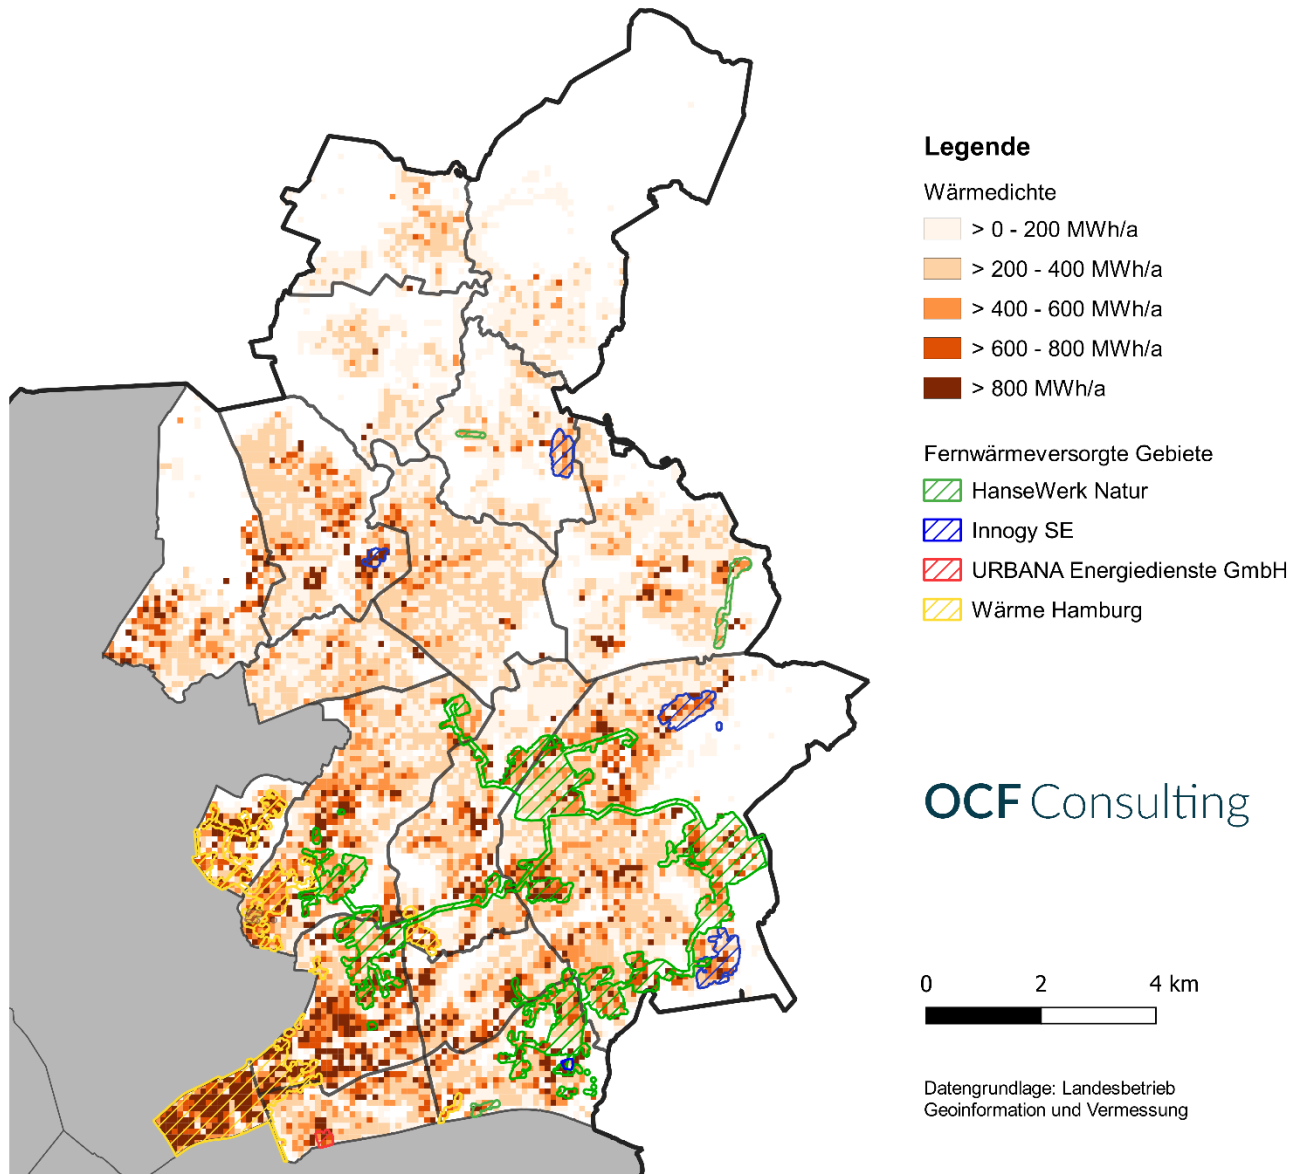 Legende
Wärmedichte
> 0 - 200 MWh/a
> 200 - 400 MWh/a
> 400 - 600 MWh/a
> 600 - 800 MWh/a
> 800 MWh/a
Fernwärmeversorgte Gebiete
HanseWerk Natur
Innogy SE
URBANA Energiedienste GmbH
Wärme Hamburg
OCF Consulting
0 2 4 km
Datengrundlage: Landesbetrieb
Geoinformation und Vermessung